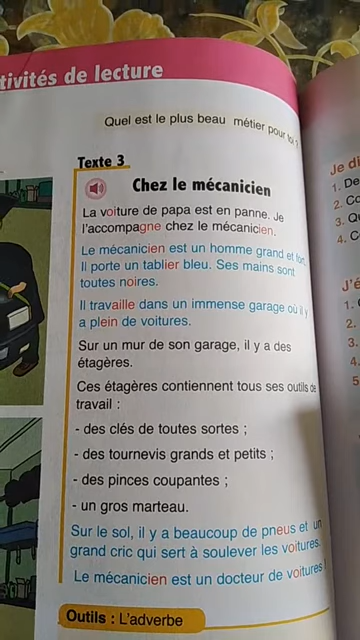 tivités de lecture
Quel est le plus beau métier pour toi ?
Texte 3
Chez le mécanicien
La voiture de papa est en panne. Je
l'accompagne chez le mécanicien.
Le mécanicien est un homme grand et fort.
Il porte un tablier bleu. Ses mains sont
toutes noires.
Il travaille dans un immense garage où il y
a plein de voitures.
Sur un mur de son garage, il y a des
étagères.
Ces étagères contiennent tous ses outils de
travail :
- des clés de toutes sortes ;
- des tournevis grands et petits ;
- des pinces coupantes ;
- un gros marteau.
Sur le sol, il y a beaucoup de pneus et un
grand cric qui sert à soulever les voitures.
Le mécanicien est un docteur de voitures !
Outils : L'adverbe
Je di
1. De
2. Co
3. Qu
4. C
J'é
1.
2.
3.
4.
5